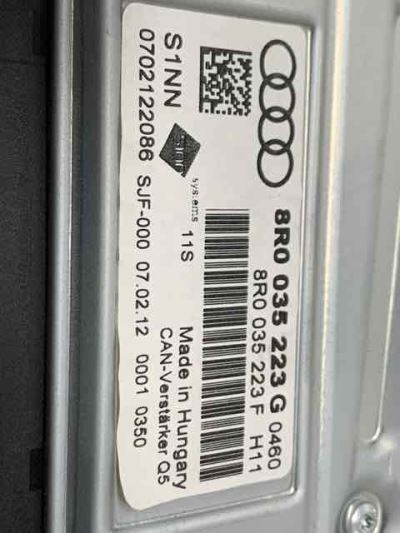 8R0 035 223 G 0460
8R0 035 223 F H11
S1NN
systems 11S
Made in Hungary
CAN-Verstärker Q5
0702122086 SJF-000 07.02.12 0001 0350